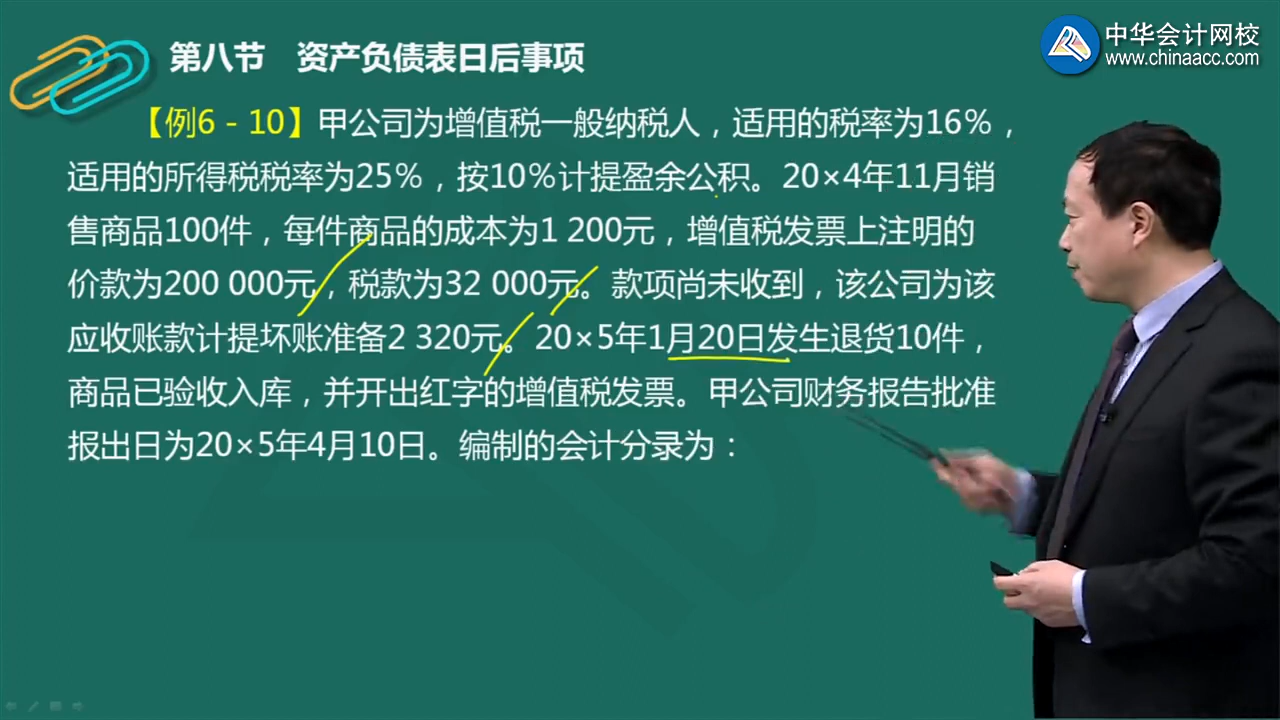 第八节 资产负债表日后事项
中华会计网校
www.chinaacc.com
【例6－10】甲公司为增值税一般纳税人，适用的税率为16%，
适用的所得税税率为25%，按10%计提盈余公积。20×4年11月销
售商品100件，每件商品的成本为1 200元，增值税发票上注明的
价款为200 000元，税款为32 000元。款项尚未收到，该公司为该
应收账款计提坏账准备2 320元。20×5年1月20日发生退货10件，
商品已验收入库，并开出红字的增值税发票。甲公司财务报告批准
报出日为20×5年4月10日。编制的会计分录为：